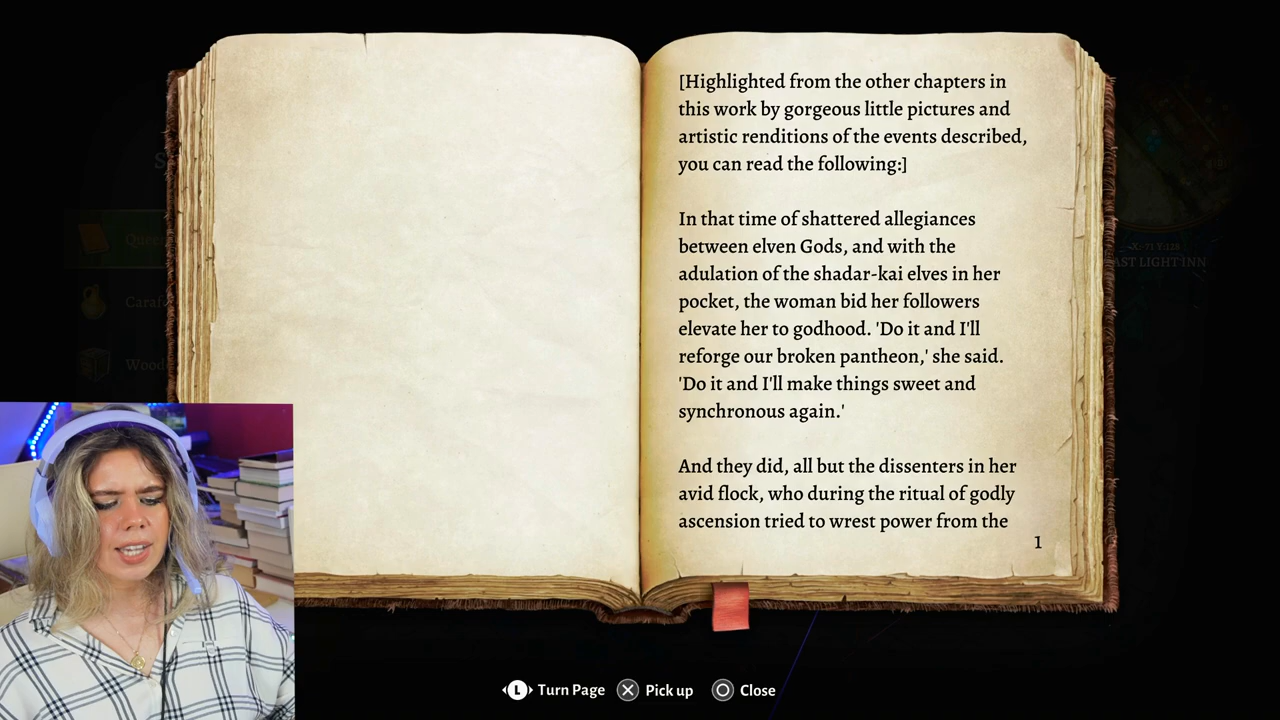 [Highlighted from the other chapters in
this work by gorgeous little pictures and
artistic renditions of the events described,
you can read the following:]
In that time of shattered allegiances
between elven Gods, and with the
adulation of the shadar-kai elves in her
pocket, the woman bid her followers
elevate her to godhood. 'Do it and I'll
reforge our broken pantheon,' she said.
'Do it and I'll make things sweet and
synchronous again.'
And they did, all but the dissenters in her
avid flock, who during the ritual of godly
ascension tried to wrest power from the
1
L Turn Page Pick up Close